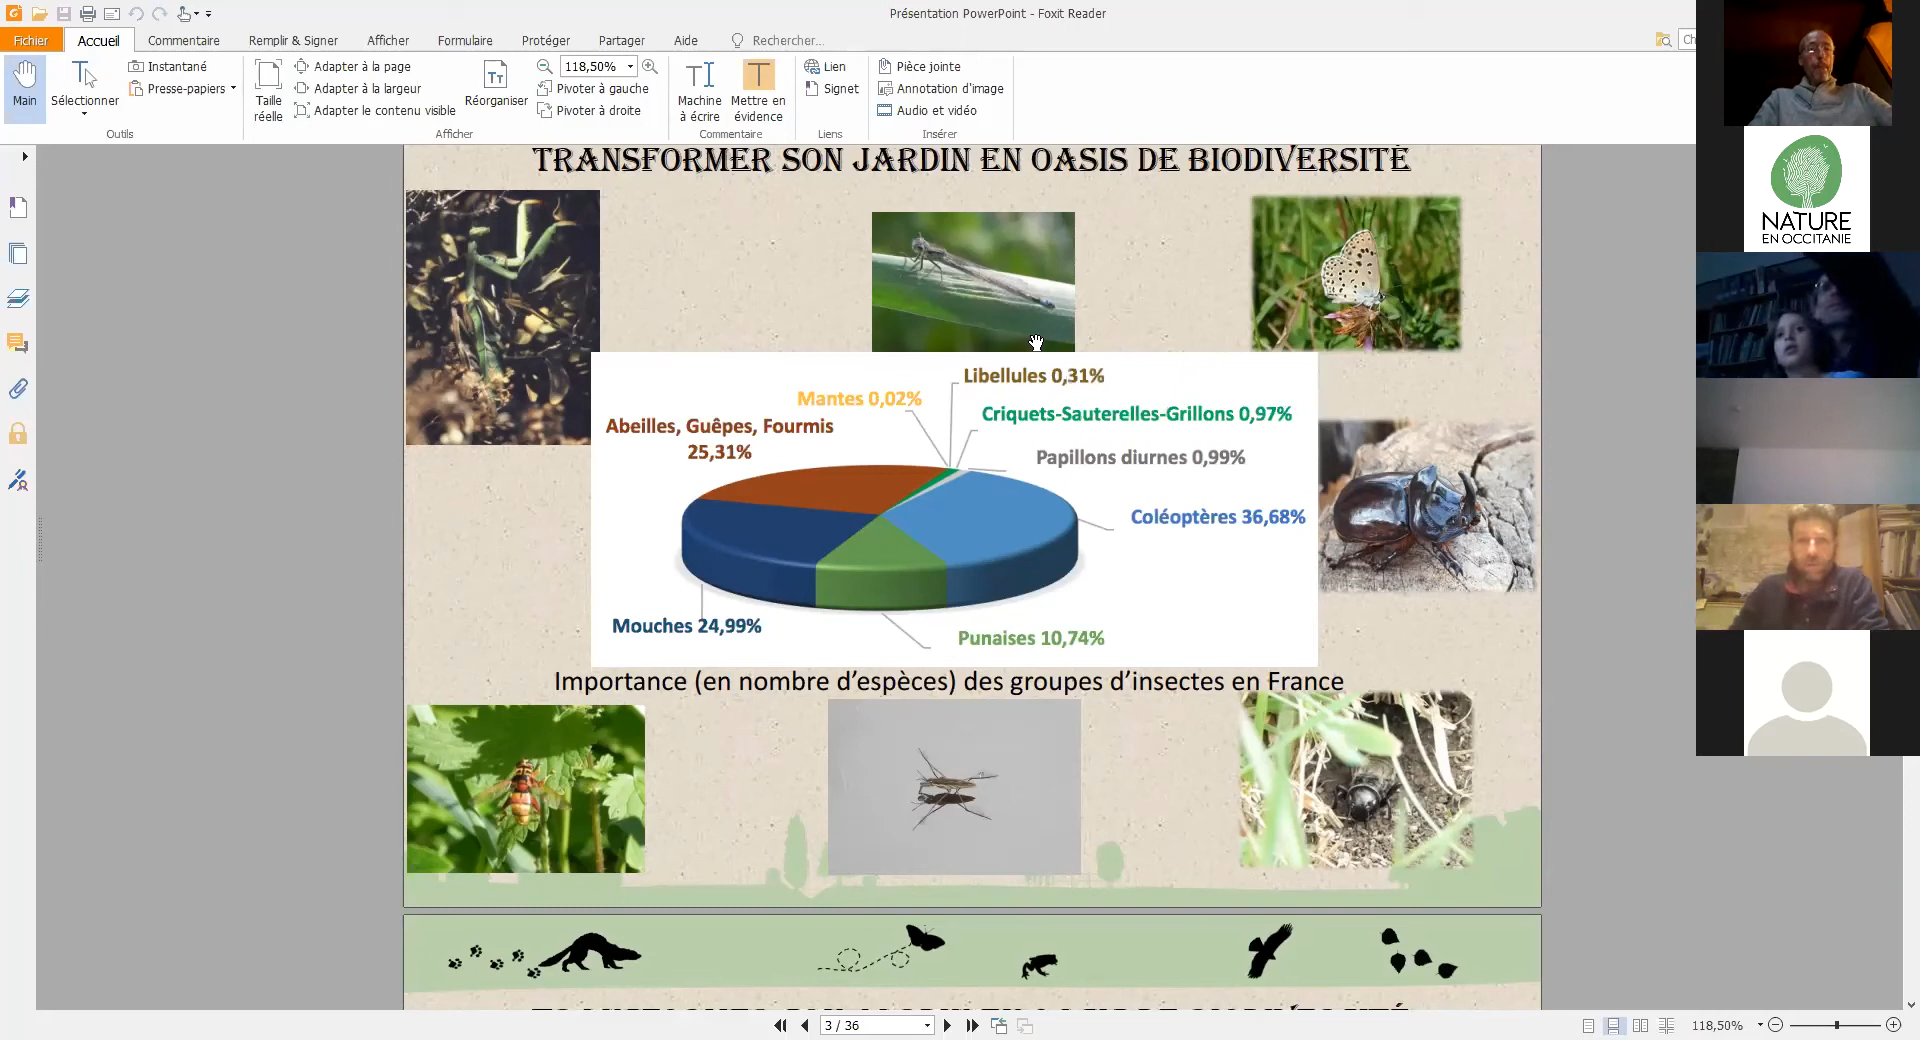 Présentation PowerPoint - Foxit Reader
Fichier
Accueil
Commentaire
Remplir & Signer
Afficher
Formulaire
Protéger
Partager
Aide
Rechercher...
Main
Sélectionner
Instantané
Presse-papiers
Outils
Taille
réelle
Adapter à la page
Adapter à la largeur
Adapter le contenu visible
Réorganiser
118,50%
Pivoter à gauche
Pivoter à droite
Afficher
Machine
à écrire
Mettre en
évidence
Commentaire
Lien
Signet
Liens
Pièce jointe
Annotation d'image
Audio et vidéo
Insérer
Ch
NATURE
EN OCCITANIE
TRANSFORMER SON JARDIN EN OASIS DE BIODIVERSITÉ
Libellules 0,31%
Mantes 0,02%
Criquets-Sauterelles-Grillons 0,97%
Abeilles, Guêpes, Fourmis
25,31%
Papillons diurnes 0,99%
Coléoptères 36,68%
Mouches 24,99%
Punaises 10,74%
Importance (en nombre d'espèces) des groupes d'insectes en France
3 / 36
118,50%